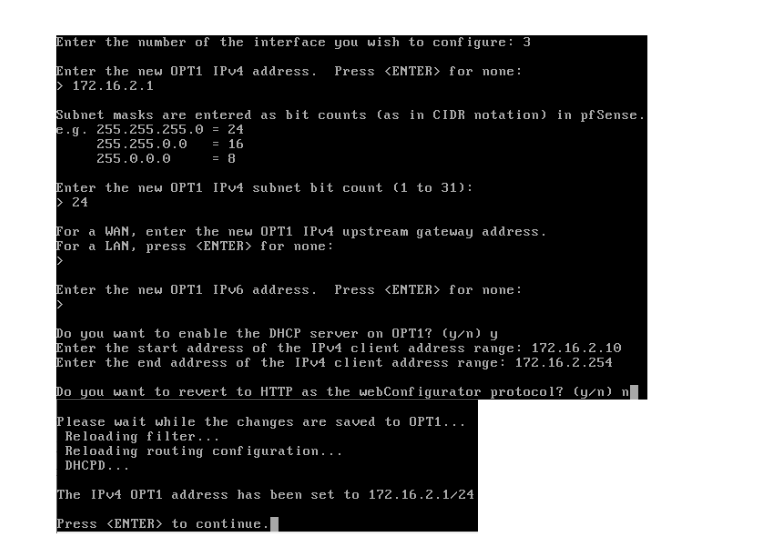 Enter the number of the interface you wish to configure: 3
Enter the new OPT1 IPv4 address.  Press <ENTER> for none:
> 172.16.2.1
Subnet masks are entered as bit counts (as in CIDR notation) in pfSense.
e.g. 255.255.255.0 = 24
     255.255.0.0   = 16
     255.0.0.0     = 8
Enter the new OPT1 IPv4 subnet bit count (1 to 31):
> 24
For a WAN, enter the new OPT1 IPv4 upstream gateway address.
For a LAN, press <ENTER> for none:
>
Enter the new OPT1 IPv6 address.  Press <ENTER> for none:
>
Do you want to enable the DHCP server on OPT1? (y/n) y
Enter the start address of the IPv4 client address range: 172.16.2.10
Enter the end address of the IPv4 client address range: 172.16.2.254
Do you want to revert to HTTP as the webConfigurator protocol? (y/n) n
Please wait while the changes are saved to OPT1...
 Reloading filter...
 Reloading routing configuration...
 DHCPD...
The IPv4 OPT1 address has been set to 172.16.2.1/24
Press <ENTER> to continue.